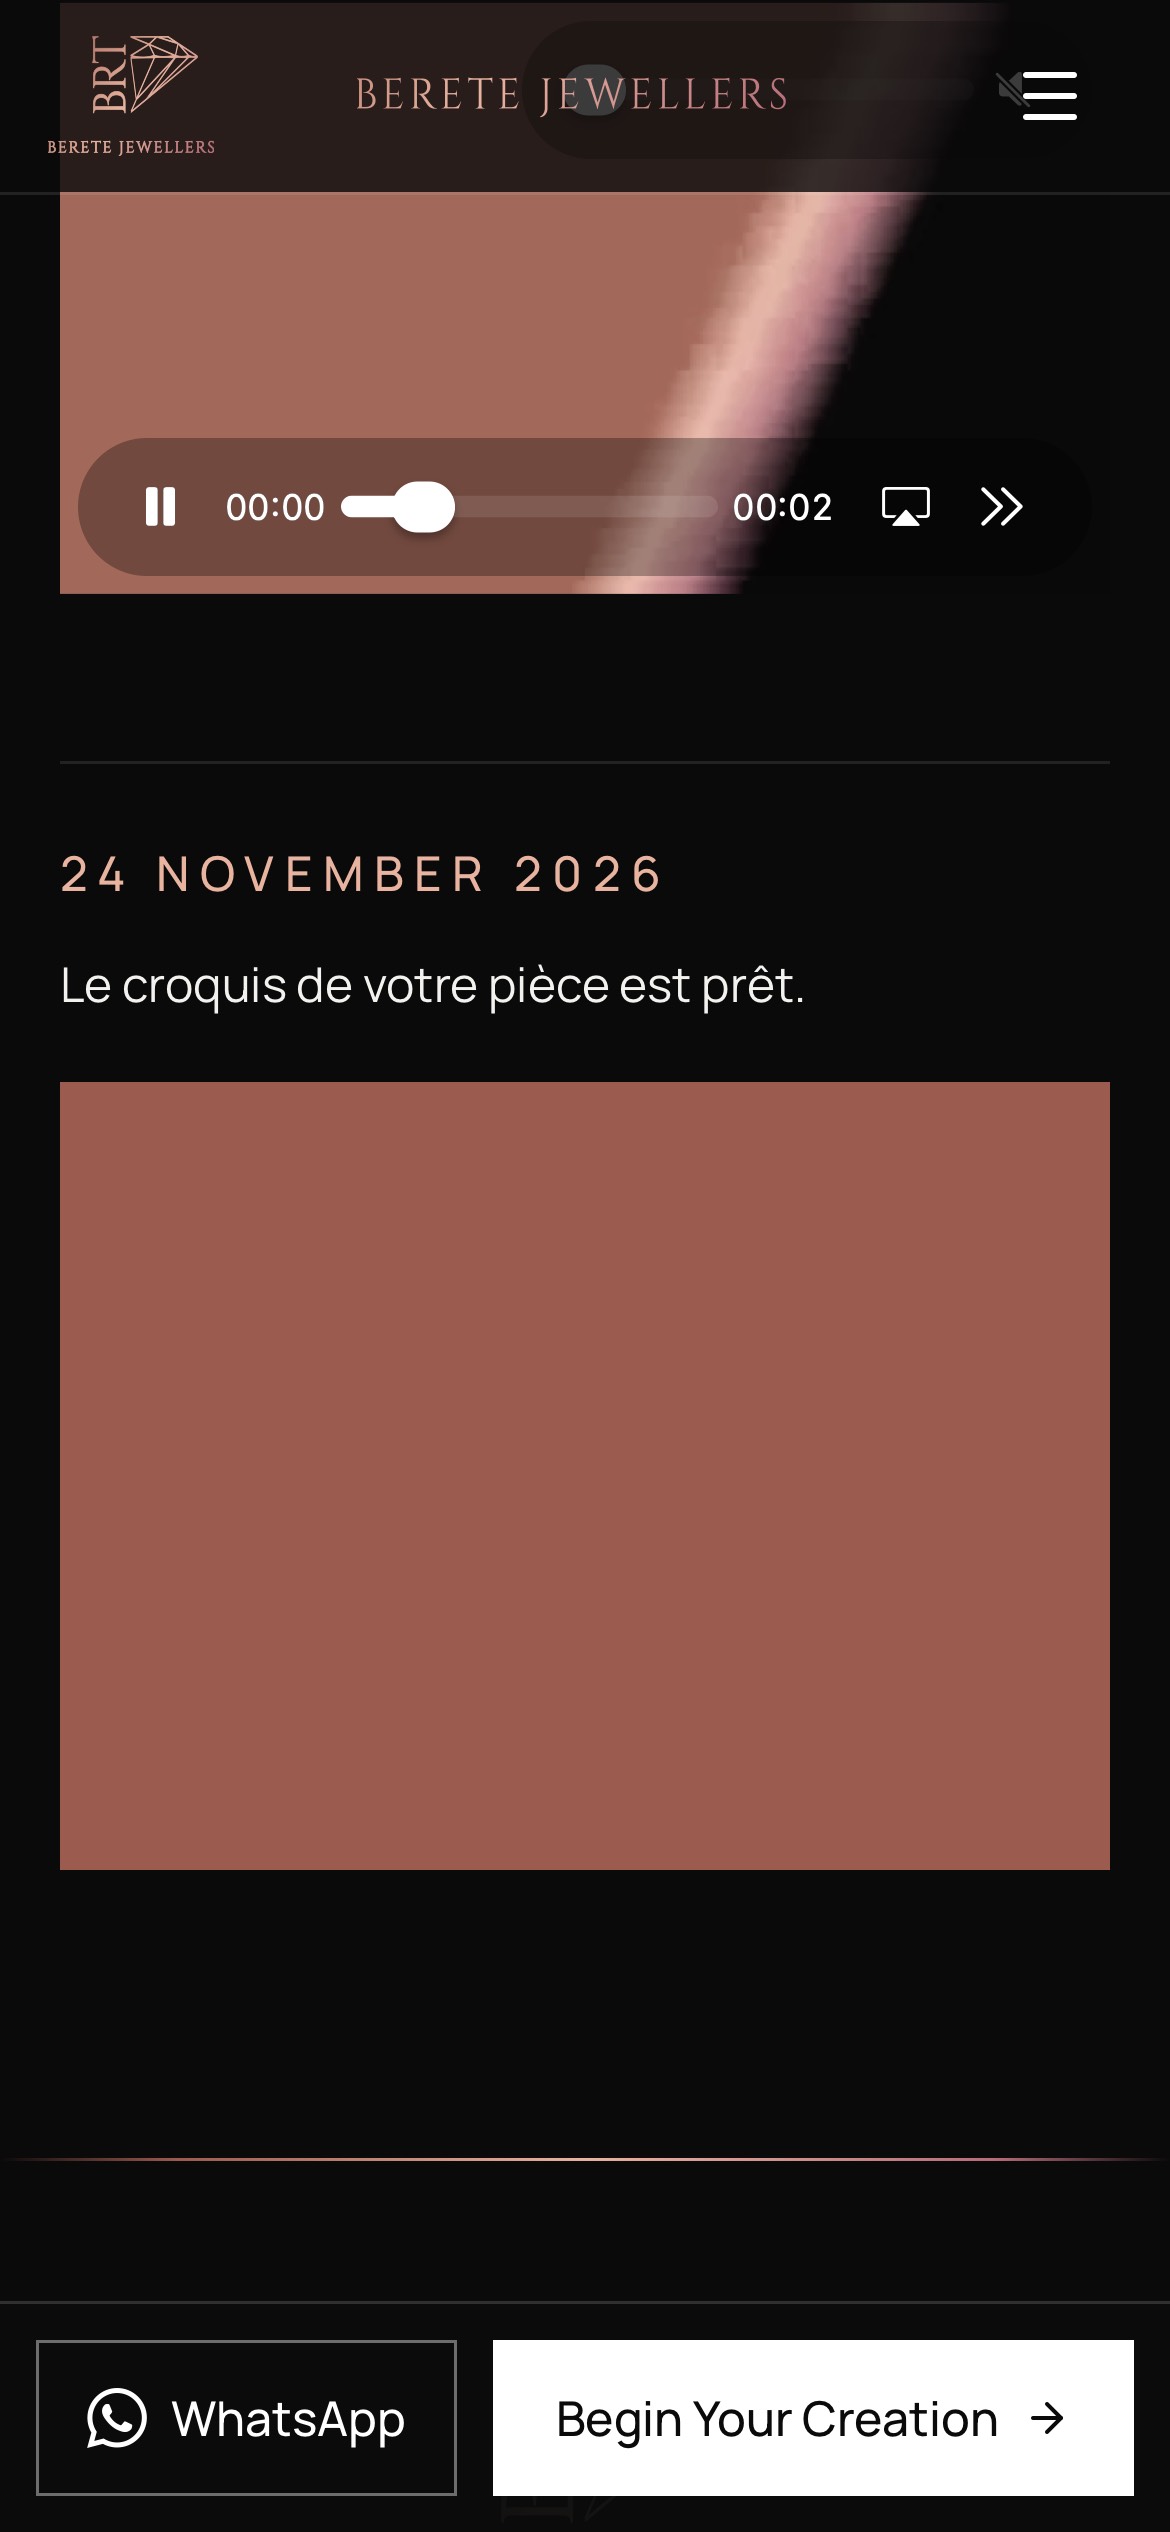 BRT
BERETE JEWELLERS
BERETE JEWELLERS
00:00
00:02
24 NOVEMBER 2026
Le croquis de votre pièce est prêt.
WhatsApp
Begin Your Creation